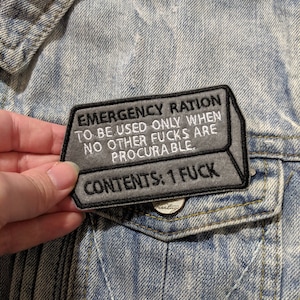 EMERGENCY RATION
TO BE USED ONLY WHEN
NO OTHER FUCKS ARE
PROCURABLE.
CONTENTS: 1 FUCK